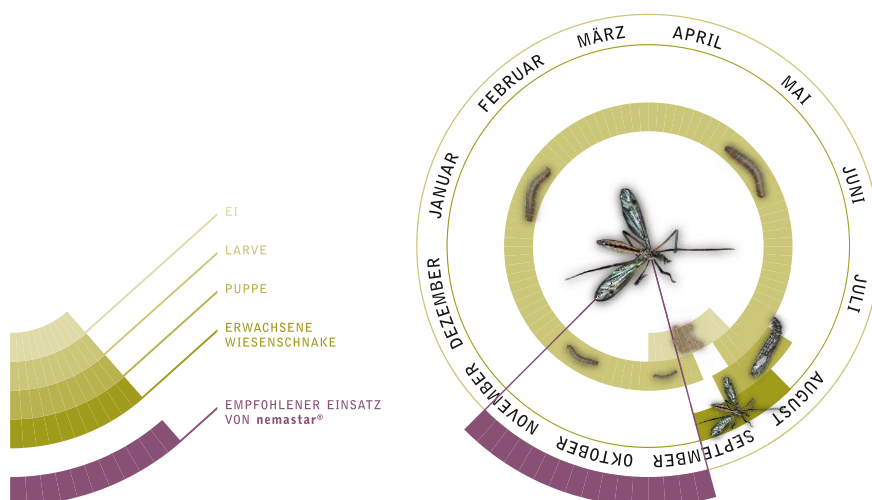 EI
LARVE
PUPPE
ERWACHSENE
WIESENSCHNAKE
EMPFOHLENER EINSATZ
VON nemastar®
JANUAR
FEBRUAR
MÄRZ
APRIL
MAI
JUNI
JULI
AUGUST
SEPTEMBER
OKTOBER
NOVEMBER
DEZEMBER